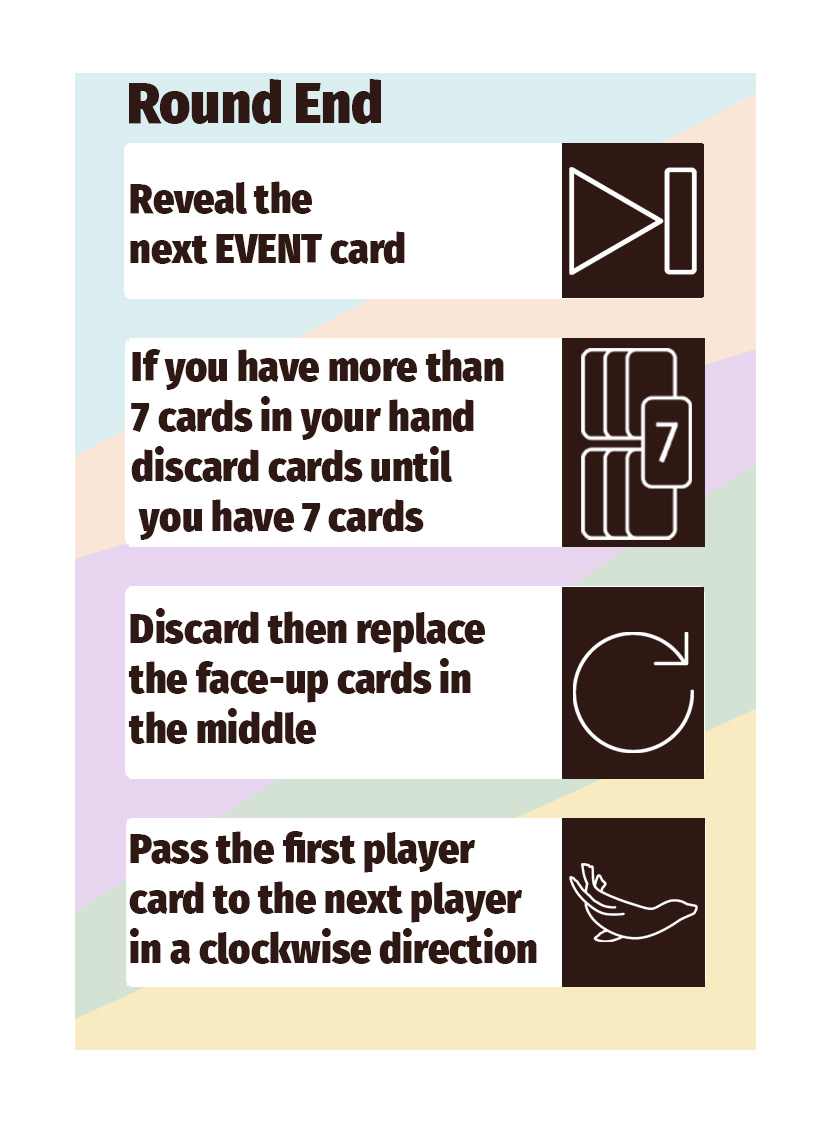 Round End
Reveal the
next EVENT card
If you have more than
7 cards in your hand
discard cards until
you have 7 cards
7
Discard then replace
the face-up cards in
the middle
Pass the first player
card to the next player
in a clockwise direction